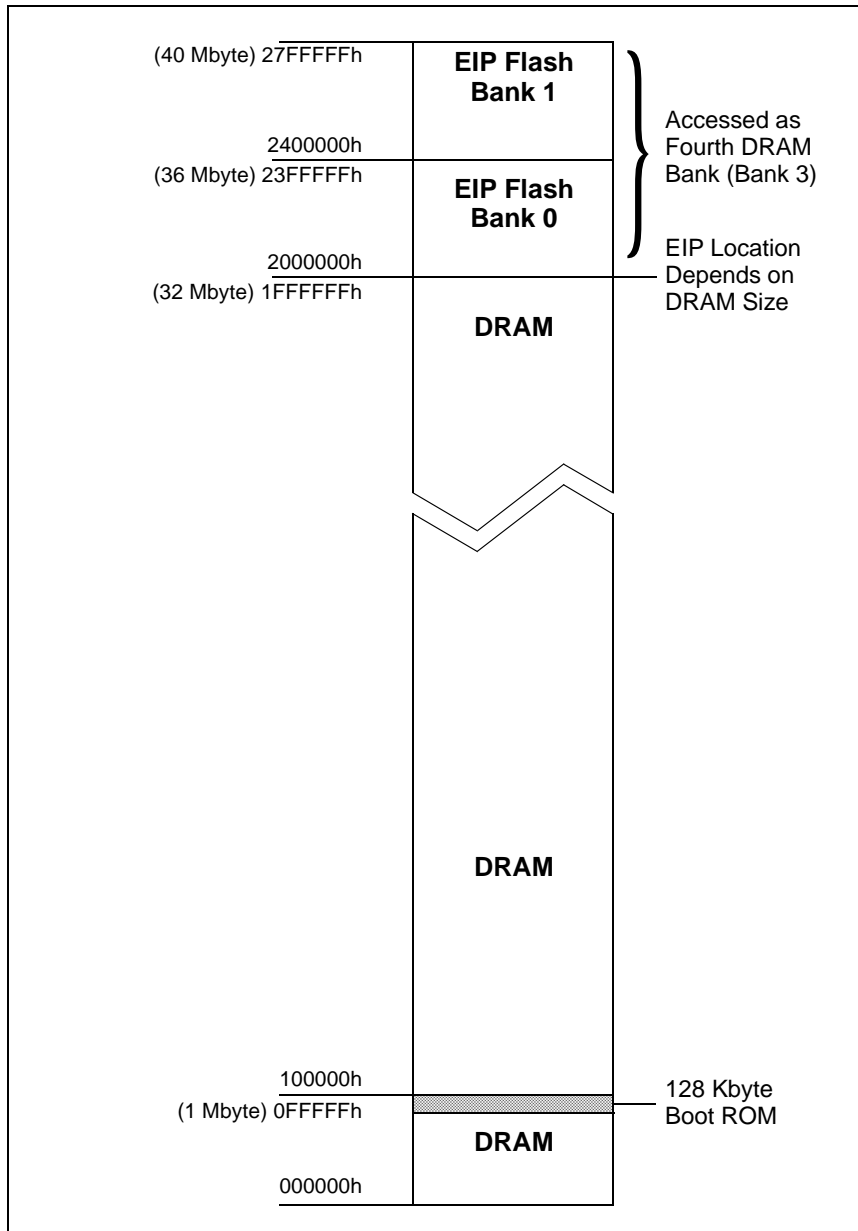 (40 Mbyte) 27FFFFFh
EIP Flash
Bank 1
Accessed as
Fourth DRAM
Bank (Bank 3)
2400000h
(36 Mbyte) 23FFFFFh
EIP Flash
Bank 0
EIP Location
Depends on
DRAM Size
2000000h
(32 Mbyte) 1FFFFFFh
DRAM
DRAM
100000h
(1 Mbyte) 0FFFFFh
128 Kbyte
Boot ROM
DRAM
000000h